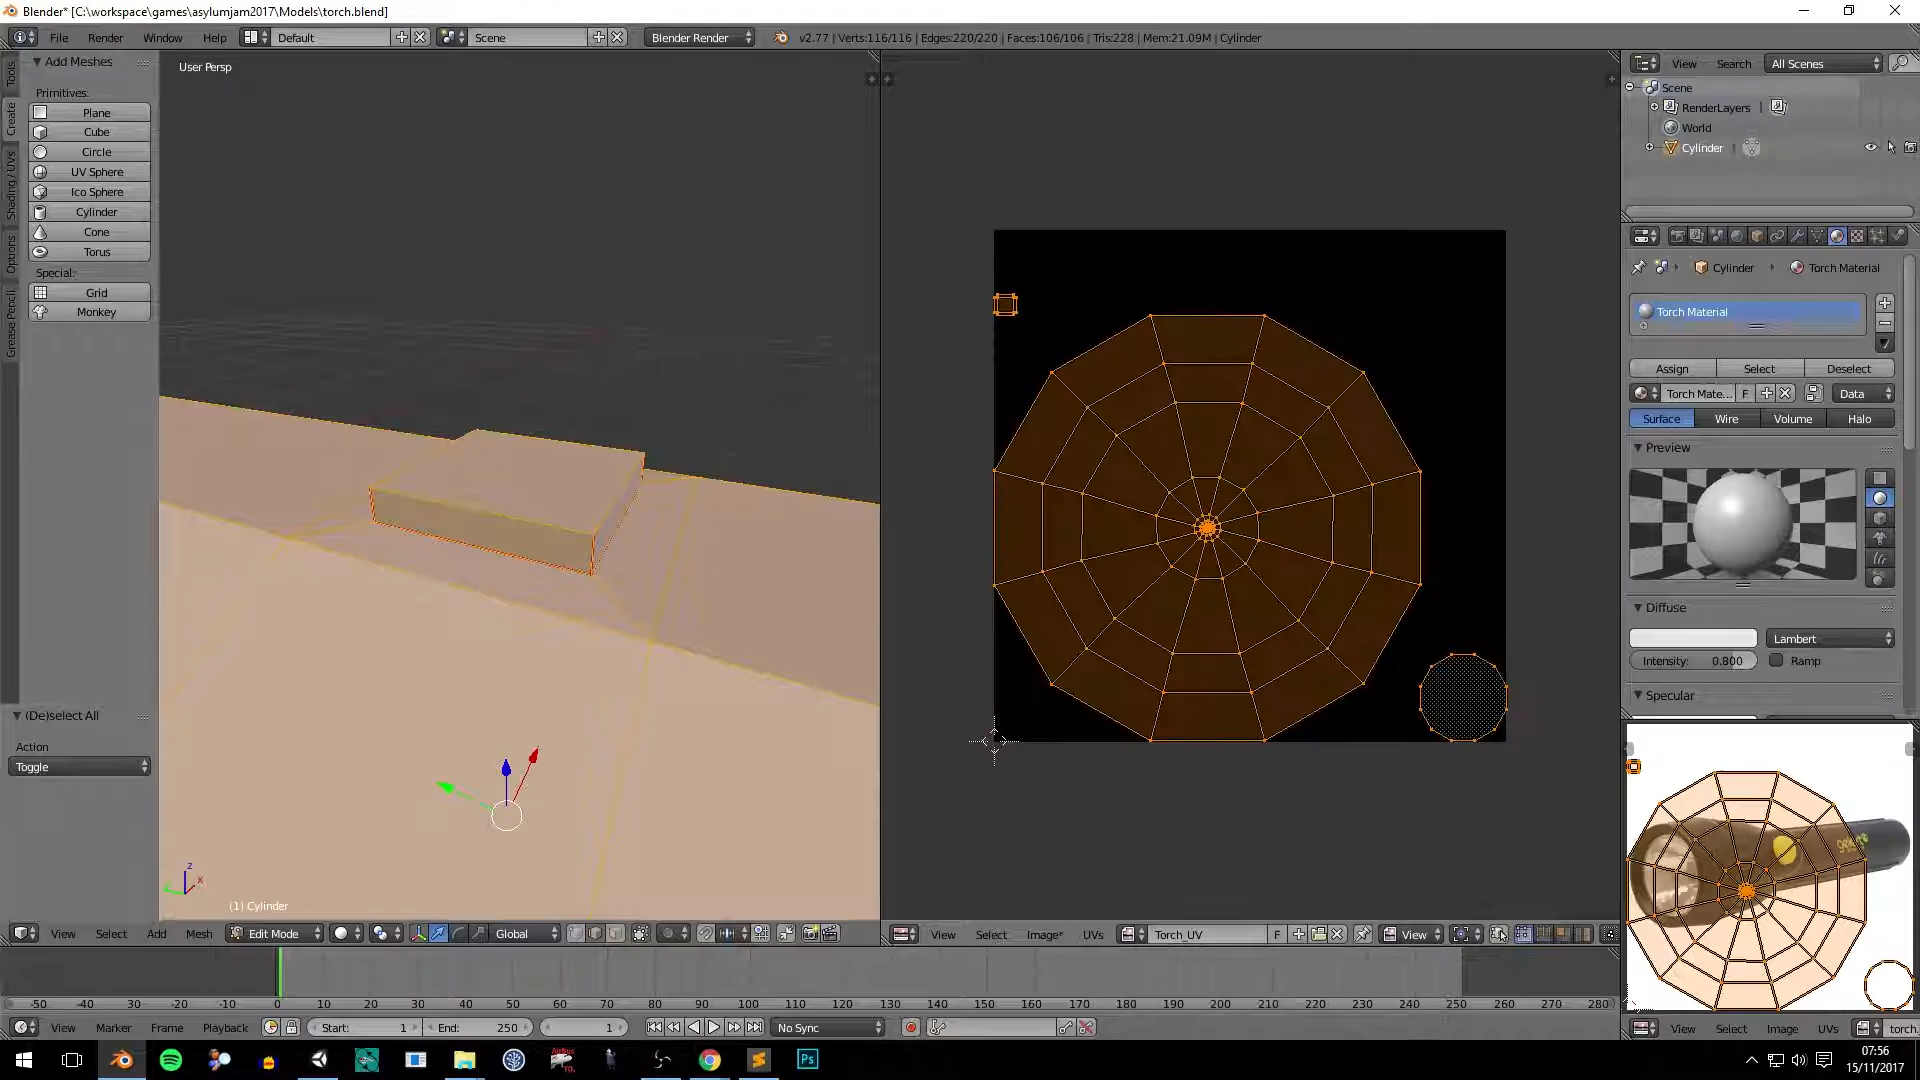 Blender* [C:\workspace\games\asylumjam2017\Models\torch.blend]
File Render Window Help Default Scene Blender Render v2.77 | Verts:116/116 | Edges:220/220 | Faces:106/106 | Tris:228 | Mem:21.09M | Cylinder
Tools
Create
Shading / UVs
Options
Grease Pencil
Add Meshes
Primitives:
Plane
Cube
Circle
UV Sphere
Ico Sphere
Cylinder
Cone
Torus
Special:
Grid
Monkey
(De)select All
Action
Toggle
User Persp
z
x
(1) Cylinder
View Search All Scenes
Scene
RenderLayers |
World
Cylinder |
Cylinder Torch Material
Torch Material
Assign Select Deselect
Torch Mate... F Data
Surface Wire Volume Halo
Preview
Diffuse
Lambert
Intensity: 0.800 Ramp
Specular
View Select Add Mesh Edit Mode Global
View Select Image* UVs Torch_UV F View
-50 -40 -30 -20 -10 0 10 20 30 40 50 60 70 80 90 100 110 120 130 140 150 160 170 180 190 200 210 220 230 240 250 260 270 280
View Marker Frame Playback Start: 1 End: 250 1 No Sync
View Select Image UVs torch.
Ps
07:56
15/11/2017